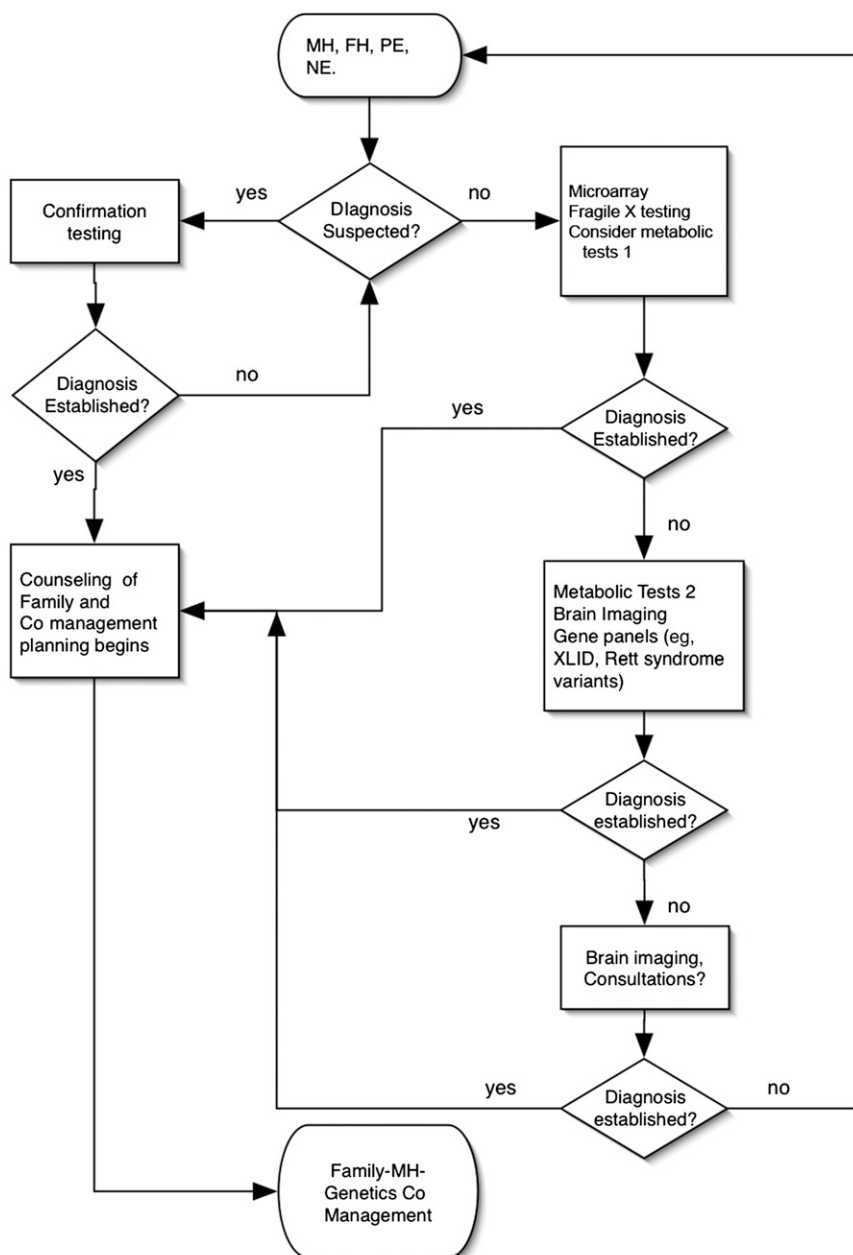 MH, FH, PE,
NE.
yes
no
Confirmation
testing
DIagnosis
Suspected?
Microarray
Fragile X testing
Consider metabolic
tests 1
Diagnosis
Established?
no
yes
yes
Diagnosis
Established?
no
Counseling of
Family and
Co management
planning begins
Metabolic Tests 2
Brain Imaging
Gene panels (eg,
XLID, Rett syndrome
variants)
Diagnosis
established?
yes
no
Brain imaging,
Consultations?
yes
Diagnosis
established?
no
Family-MH-
Genetics Co
Management